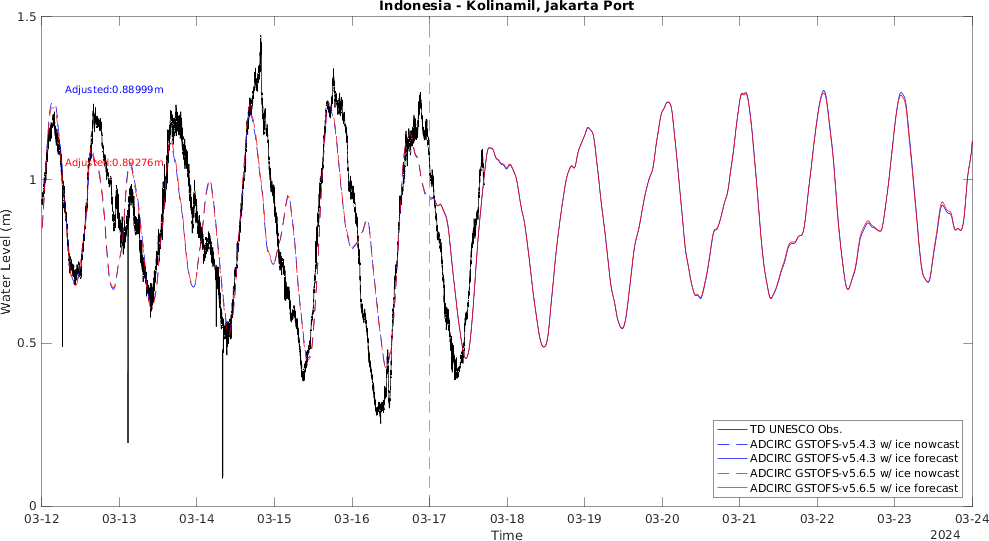 Indonesia - Kolinamil, Jakarta Port
1.5
Adjusted:0.88999m
Adjusted:0.89276m
1
Water Level (m)
0.5
TD UNESCO Obs.
ADCIRC GSTOFS-v5.4.3 w/ ice nowcast
ADCIRC GSTOFS-v5.4.3 w/ ice forecast
ADCIRC GSTOFS-v5.6.5 w/ ice nowcast
ADCIRC GSTOFS-v5.6.5 w/ ice forecast
0
03-12 03-13 03-14 03-15 03-16 03-17 03-18 03-19 03-20 03-21 03-22 03-23 03-24
Time
2024